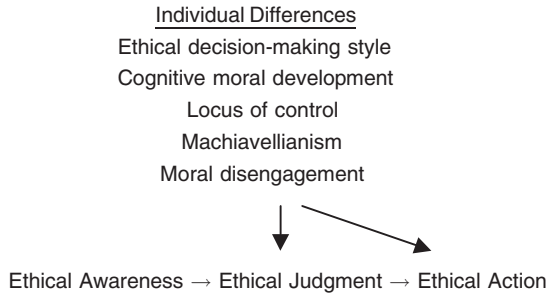 Individual Differences
Ethical decision-making style
Cognitive moral development
Locus of control
Machiavellianism
Moral disengagement
Ethical Awareness → Ethical Judgment → Ethical Action